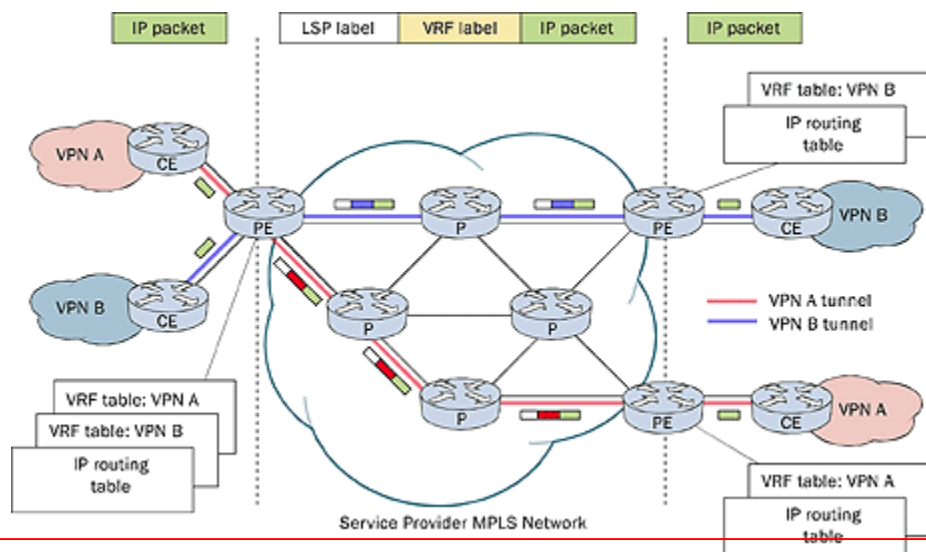 IP packet
LSP label VRF label IP packet
IP packet
VRF table: VPN B
IP routing
table
VPN A
CE
PE
P
PE
CE
VPN B
VPN B
CE
P
P
VPN A tunnel
VPN B tunnel
VRF table: VPN A
VRF table: VPN B
IP routing
table
P
PE
CE
VPN A
VRF table: VPN A
IP routing
table
Service Provider MPLS Network